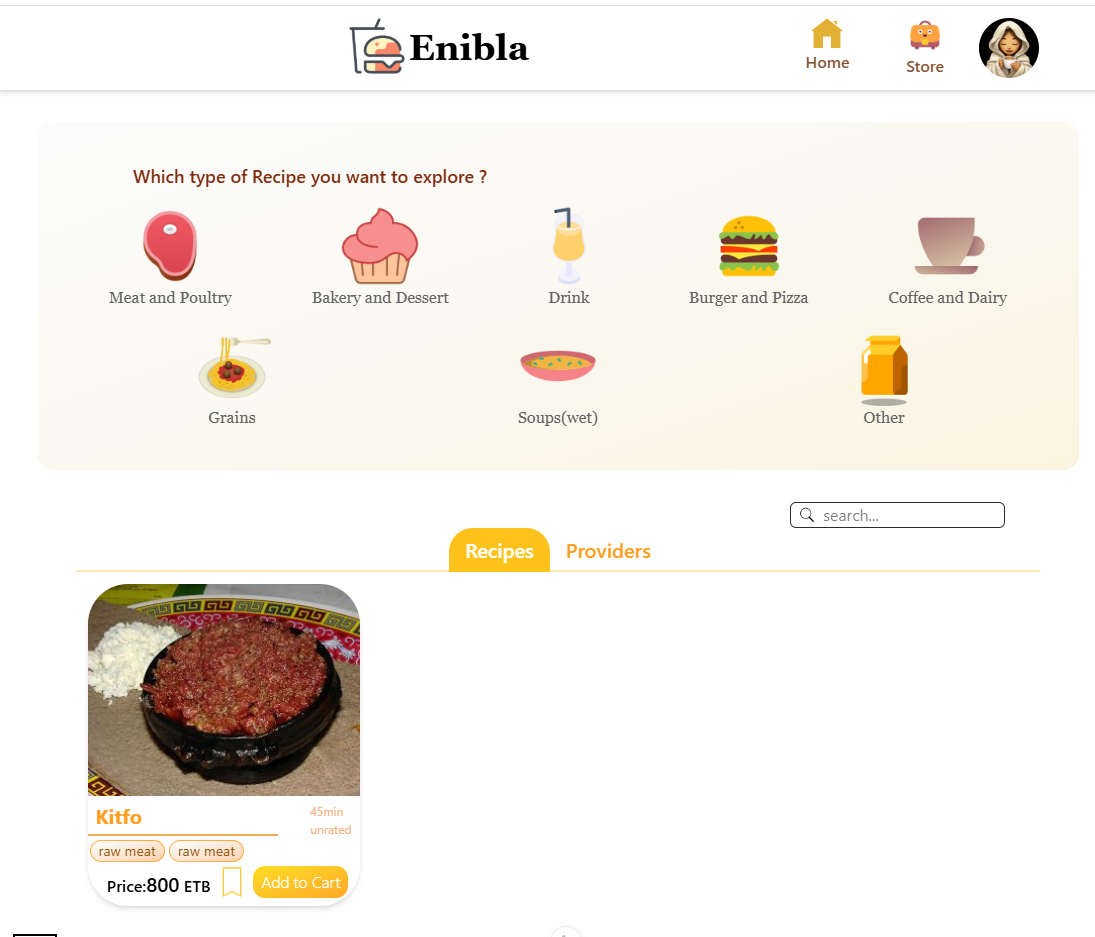 Enibla
Home
Store
Which type of Recipe you want to explore ?
Meat and Poultry
Bakery and Dessert
Drink
Burger and Pizza
Coffee and Dairy
Grains
Soups(wet)
Other
search...
Recipes
Providers
Kitfo
45min
unrated
raw meat
raw meat
Price:800 ETB
Add to Cart